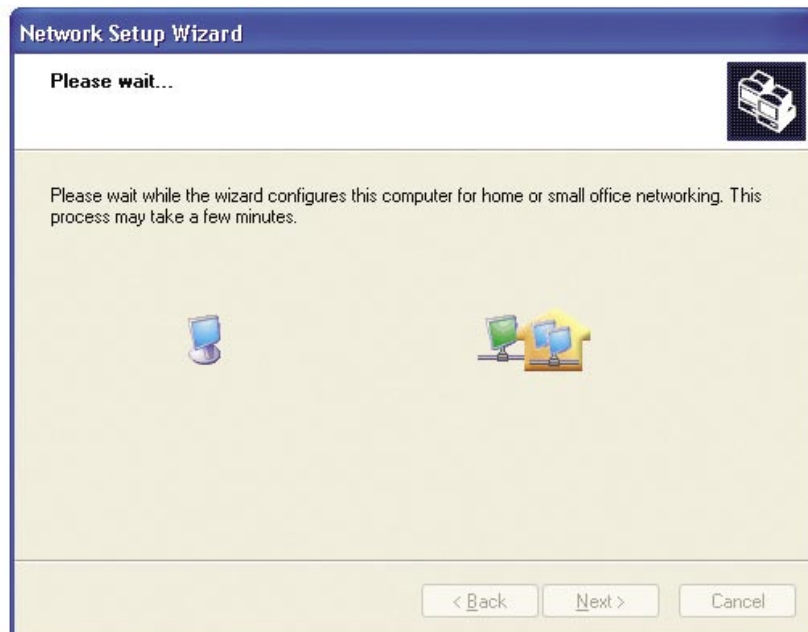 Network Setup Wizard
Please wait...
Please wait while the wizard configures this computer for home or small office networking. This
process may take a few minutes.
< Back
Next >
Cancel